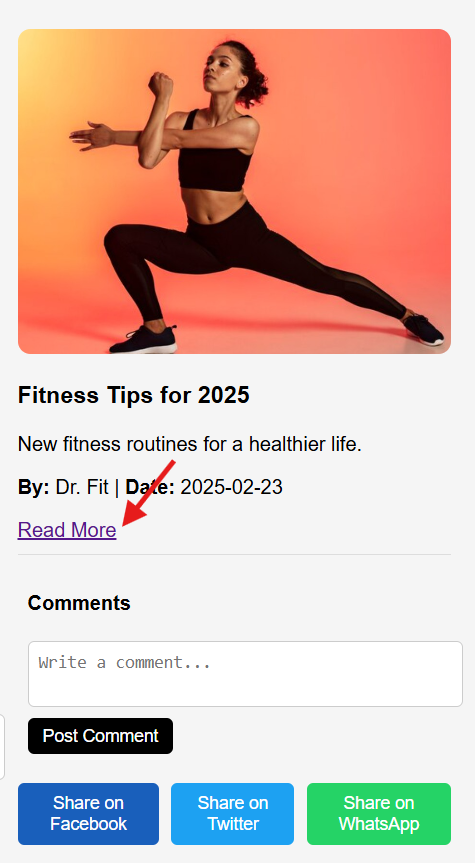 Fitness Tips for 2025
New fitness routines for a healthier life.
By: Dr. Fit | Date: 2025-02-23
Read More
Comments
Write a comment...
Post Comment
Share on
Facebook
Share on
Twitter
Share on
WhatsApp